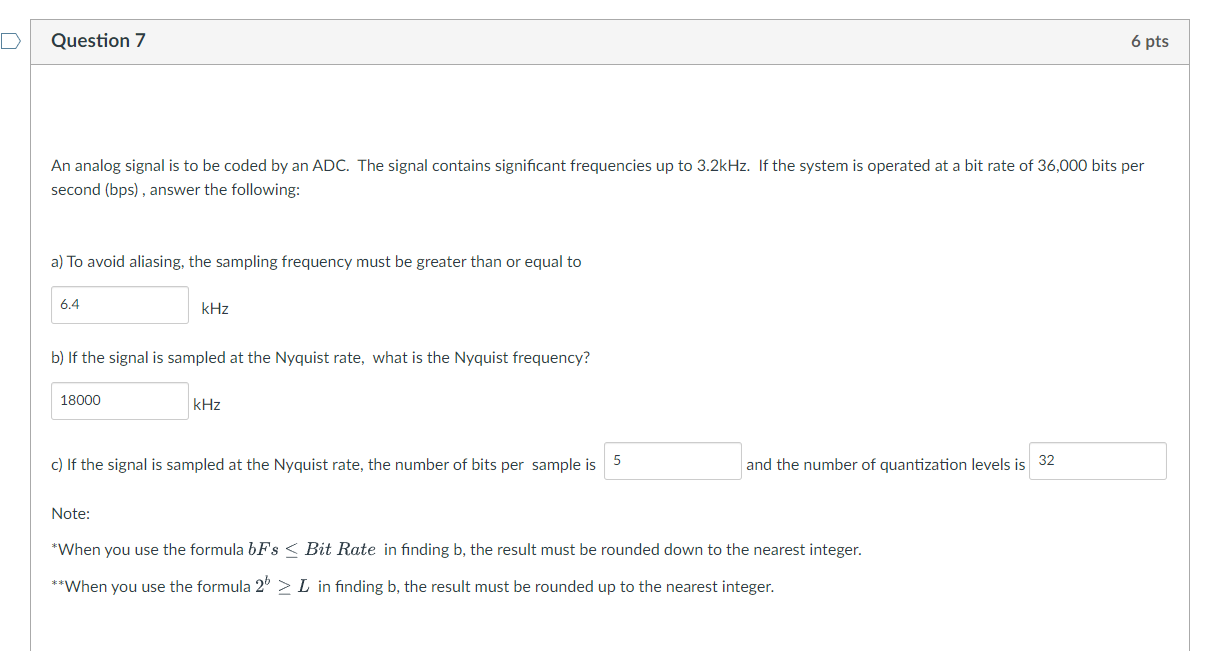 Question 7
6 pts
An analog signal is to be coded by an ADC.  The signal contains significant frequencies up to 3.2kHz.  If the system is operated at a bit rate of 36,000 bits per
second (bps) , answer the following:
a) To avoid aliasing, the sampling frequency must be greater than or equal to
6.4 kHz
b) If the signal is sampled at the Nyquist rate,  what is the Nyquist frequency?
18000 kHz
c) If the signal is sampled at the Nyquist rate, the number of bits per  sample is 5 and the number of quantization levels is 32
Note:
*When you use the formula bFs ≤ Bit Rate in finding b, the result must be rounded down to the nearest integer.
**When you use the formula 2ᵇ ≥ L in finding b, the result must be rounded up to the nearest integer.